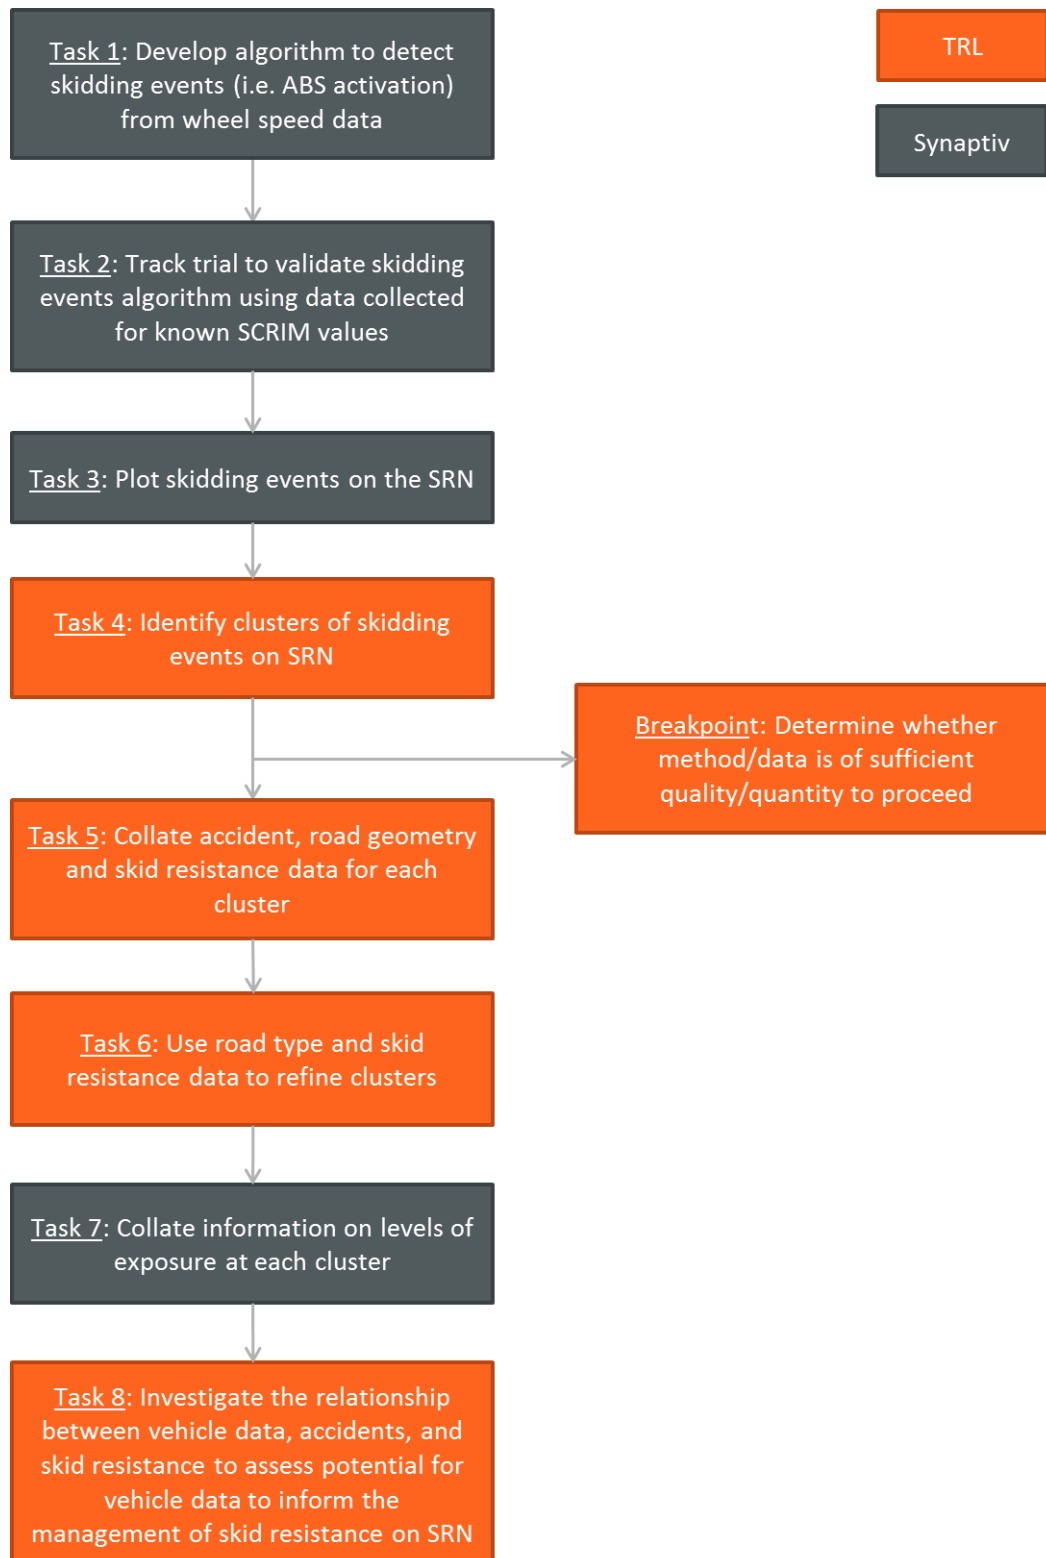 Task 1: Develop algorithm to detect
skidding events (i.e. ABS activation)
from wheel speed data
TRL
Synaptiv
Task 2: Track trial to validate skidding
events algorithm using data collected
for known SCRIM values
Task 3: Plot skidding events on the SRN
Task 4: Identify clusters of skidding
events on SRN
Breakpoint: Determine whether
method/data is of sufficient
quality/quantity to proceed
Task 5: Collate accident, road geometry
and skid resistance data for each
cluster
Task 6: Use road type and skid
resistance data to refine clusters
Task 7: Collate information on levels of
exposure at each cluster
Task 8: Investigate the relationship
between vehicle data, accidents, and
skid resistance to assess potential for
vehicle data to inform the
management of skid resistance on SRN